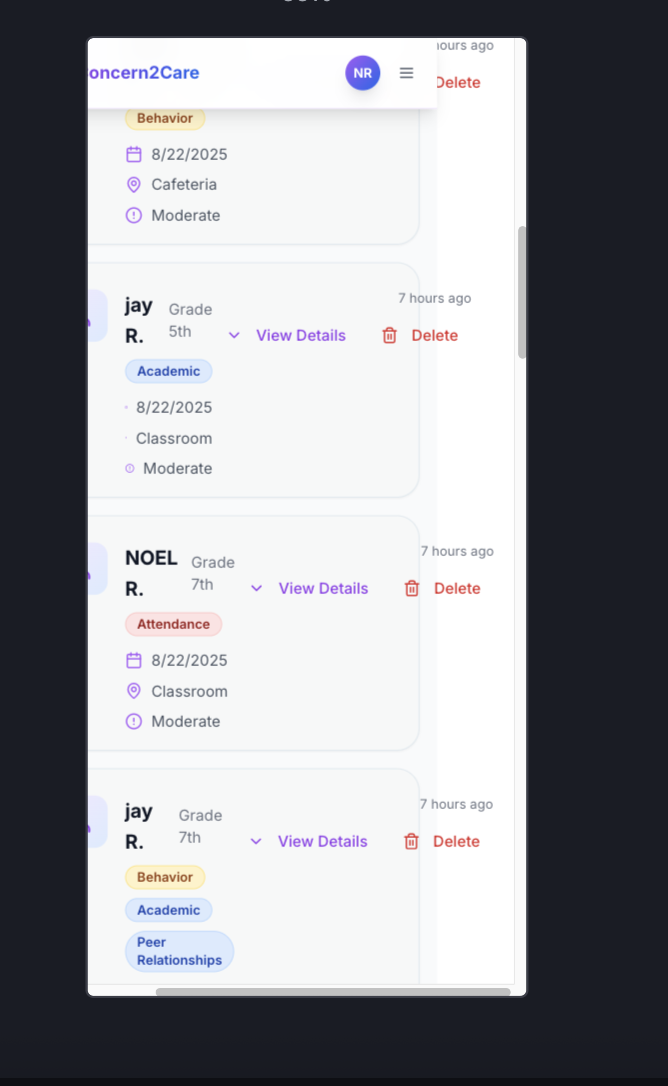 hours ago
oncern2Care
NR
Delete
Behavior
8/22/2025
Cafeteria
Moderate
7 hours ago
jay
R.
Grade
5th
View Details
Delete
Academic
8/22/2025
Classroom
Moderate
7 hours ago
NOEL
R.
Grade
7th
View Details
Delete
Attendance
8/22/2025
Classroom
Moderate
7 hours ago
jay
R.
Grade
7th
View Details
Delete
Behavior
Academic
Peer
Relationships